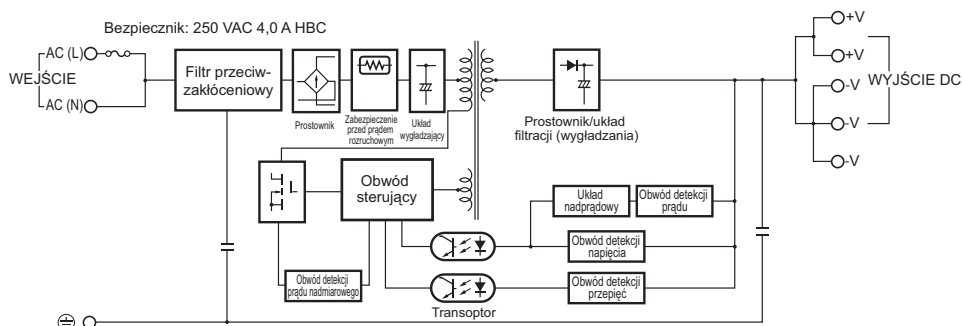 Bezpiecznik: 250 VAC 4,0 A HBC
AC (L)
WEJŚCIE
AC (N)
Filtr przeciw-
zakłóceniowy
Prostownik
Zabezpieczenie
przed prądem
rozruchowym
Układ
wygładzający
Prostownik/układ
filtracji (wygładzania)
+V
+V
WYJŚCIE DC
-V
-V
-V
Obwód
sterujący
Układ
nadprądowy
Obwód detekcji
prądu
Obwód detekcji
napięcia
Obwód detekcji
prądu nadmiarowego
Obwód detekcji
przepięć
Transoptor